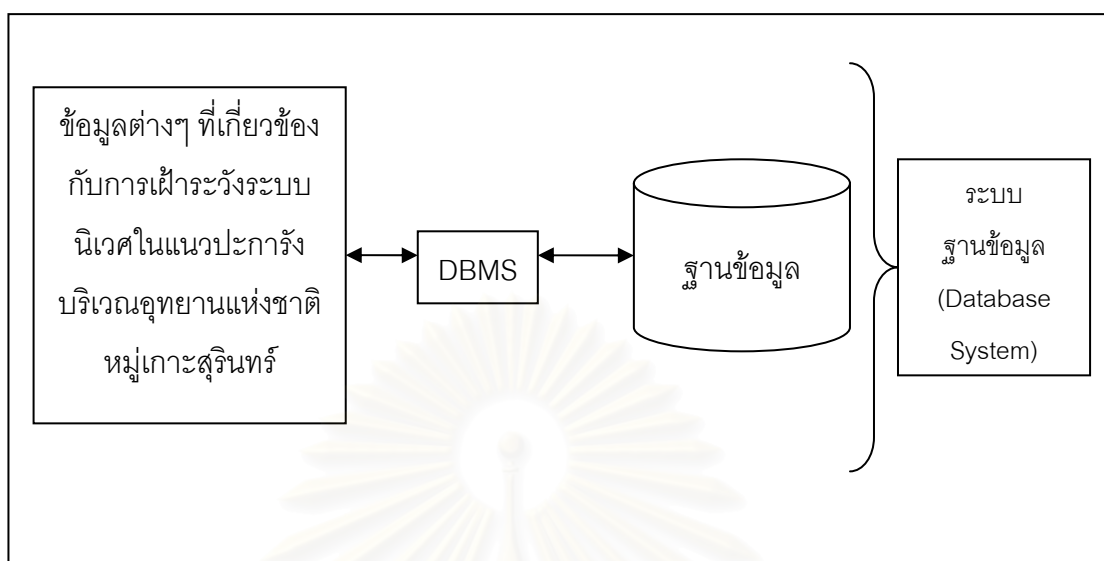 ข้อมูลต่างๆ ที่เกี่ยวข้อง
กับการเฝ้าระวังระบบ
นิเวศในแนวปะการัง
บริเวณอุทยานแห่งชาติ
หมู่เกาะสุรินทร์
DBMS
ฐานข้อมูล
ระบบ
ฐานข้อมูล
(Database
System)